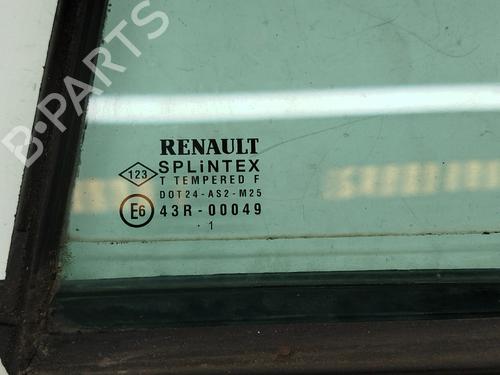 RENAULT
SPLiNTEX
123
T TEMPERED F
DOT24-AS2-M25
E6 43R-00049
1
B-PARTS